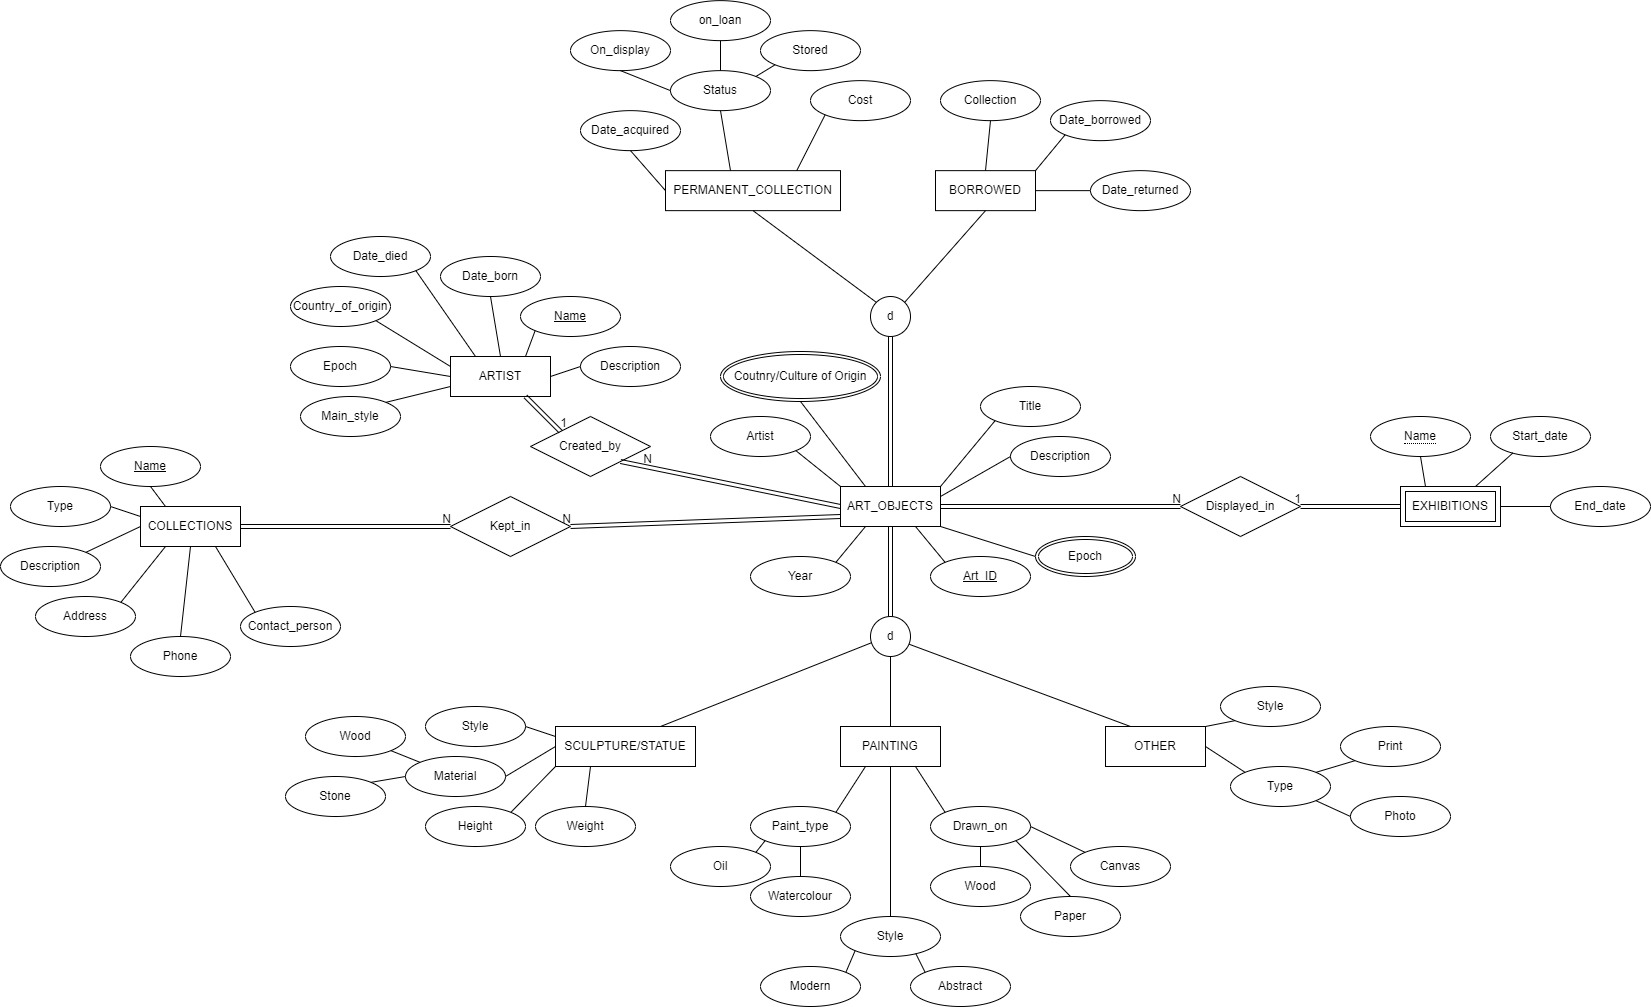 on_loan
On_display
Stored
Status
Cost
Collection
Date_borrowed
Date_acquired
PERMANENT_COLLECTION
BORROWED
Date_returned
Date_died
Date_born
Country_of_origin
Name
d
Epoch
ARTIST
Description
Coutnry/Culture of Origin
Main_style
1
Created_by
N
Artist
Title
Description
Name
Start_date
Name
Type
COLLECTIONS
N
Kept_in
N
ART_OBJECTS
N
Displayed_in
1
EXHIBITIONS
End_date
Description
Address
Phone
Contact_person
Year
Art_ID
Epoch
d
Style
Wood
SCULPTURE/STATUE
PAINTING
OTHER
Style
Print
Material
Type
Stone
Height
Weight
Paint_type
Drawn_on
Photo
Oil
Canvas
Watercolour
Wood
Paper
Style
Modern
Abstract